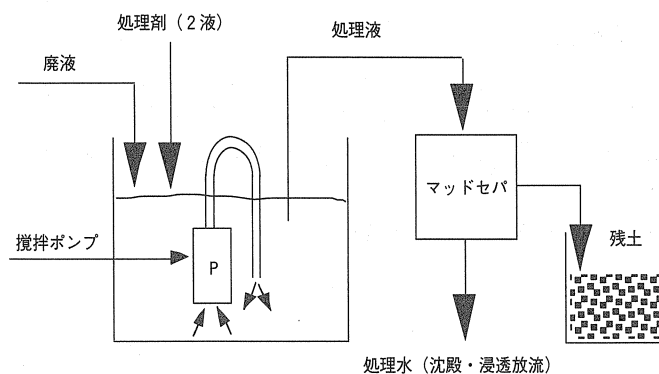 処理剤（２液）
処理液
廃液
マッドセパ
撹拌ポンプ
P
残土
処理水（沈殿・浸透放流）